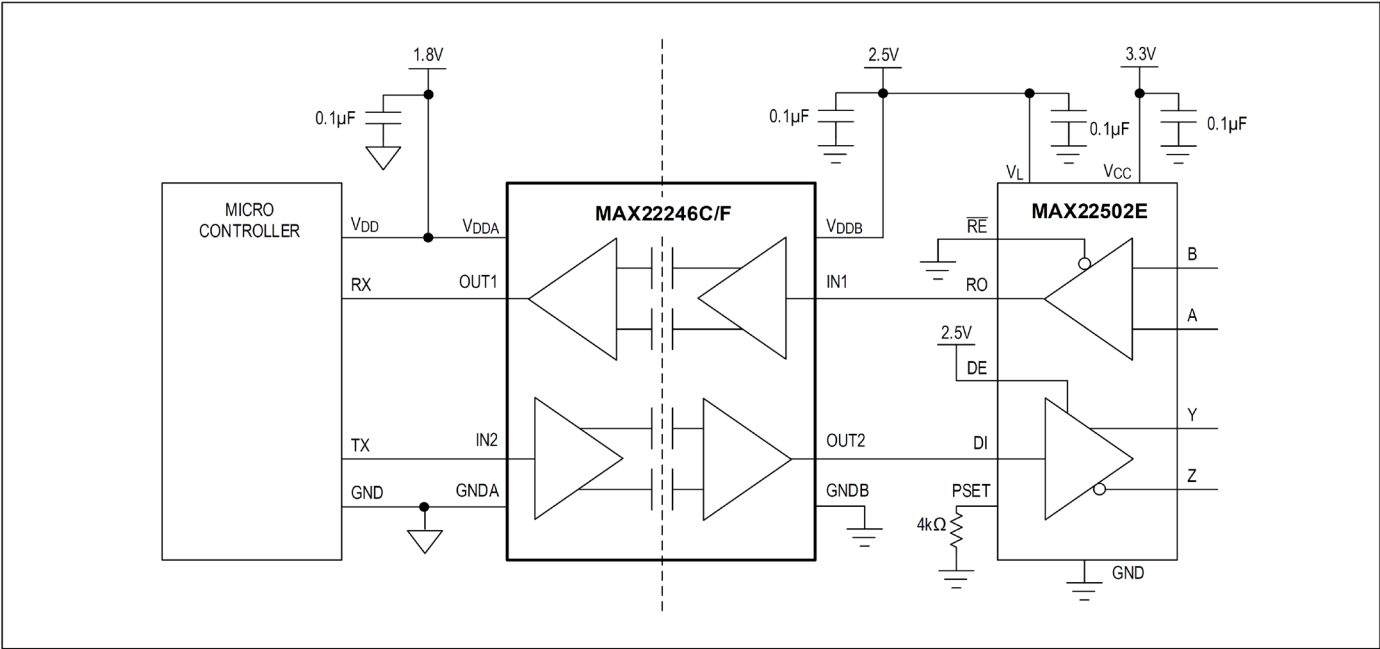 1.8V
2.5V
3.3V
0.1µF
0.1µF
0.1µF
0.1µF
VL
VCC
MICRO
CONTROLLER
MAX22246C/F
MAX22502E
VDD
VDDA
VDDB
RE
B
RX
OUT1
IN1
RO
A
2.5V
DE
Y
TX
IN2
OUT2
DI
Z
GND
GNDA
GNDB
PSET
4kΩ
GND